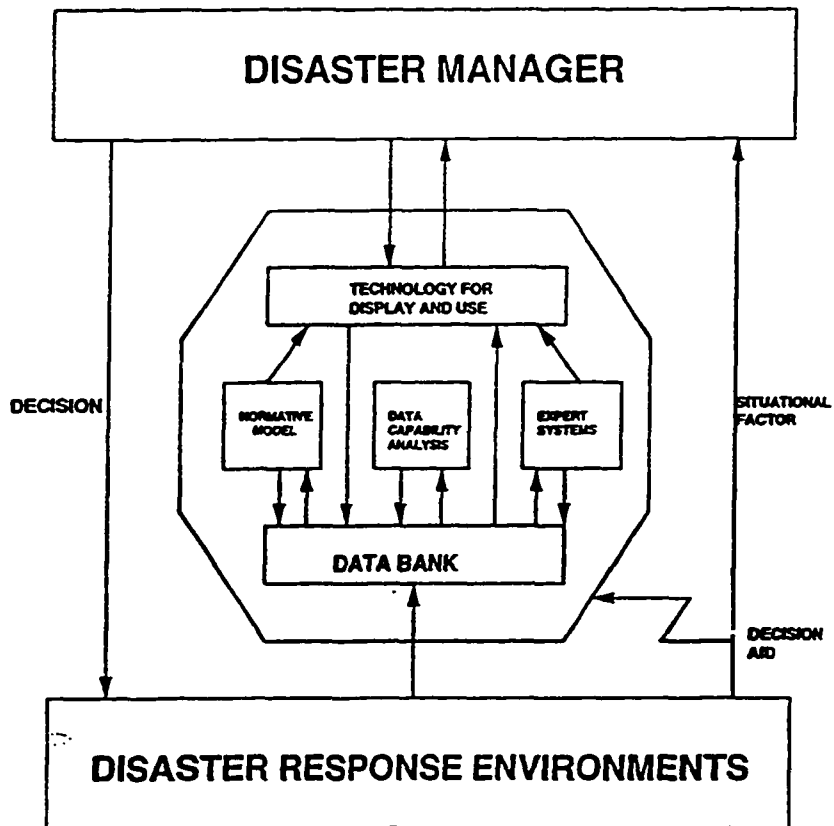 DISASTER MANAGER
TECHNOLOGY FOR
DISPLAY AND USE
NORMATIVE
MODEL
DATA
CAPABILITY
ANALYSIS
EXPERT
SYSTEMS
DECISION
SITUATIONAL
FACTOR
DATA BANK
DECISION
AID
DISASTER RESPONSE ENVIRONMENTS